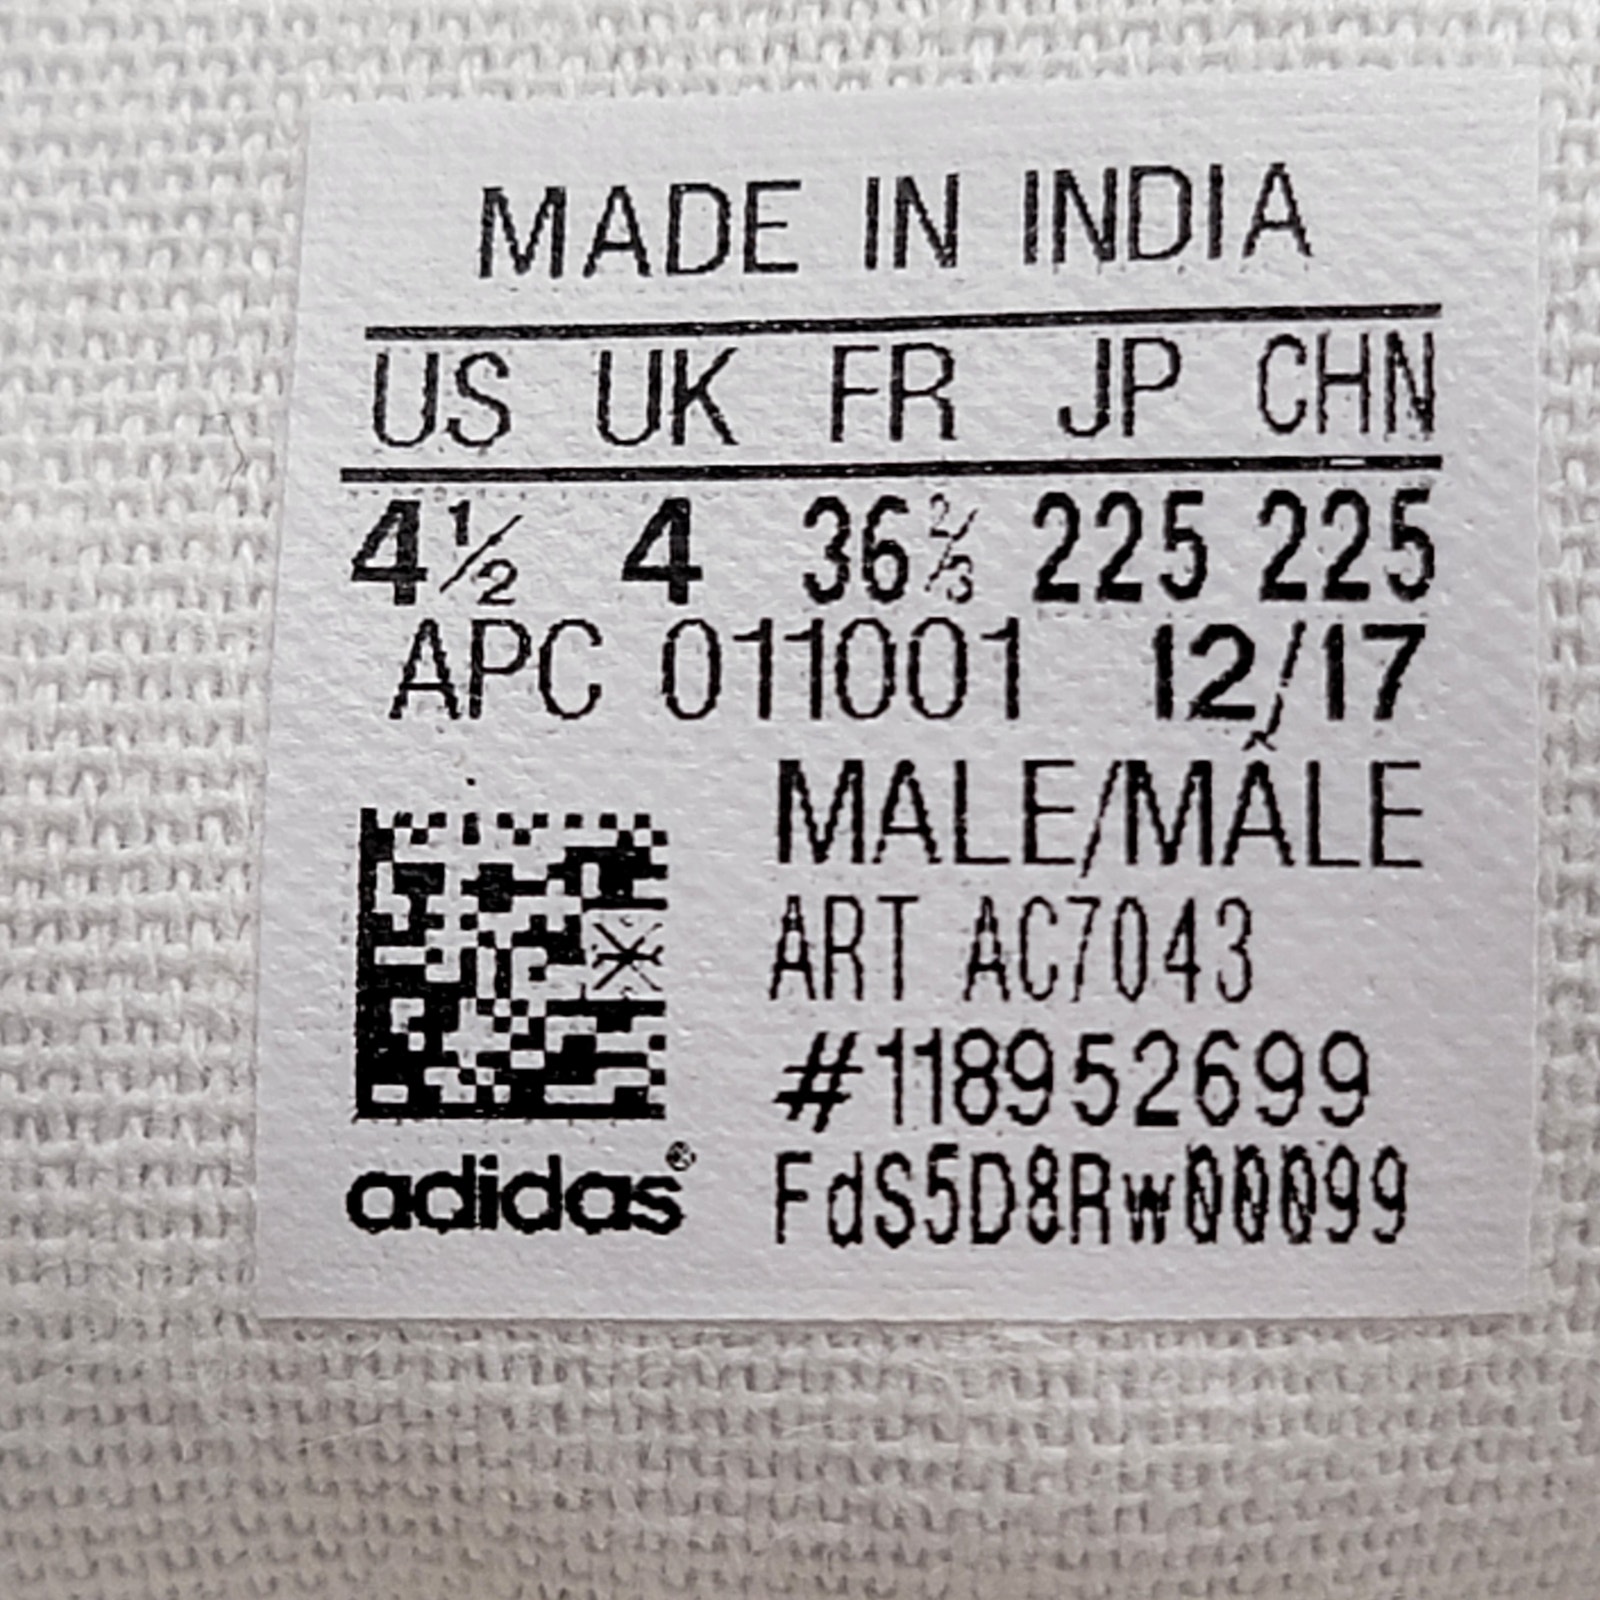 MADE IN INDIA
US UK FR JP CHN
4½ 4 36⅔ 225 225
APC 011001 12/17
MALE/MÂLE
ART AC7043
#118952699
adidas® FdS5D8Rw00099